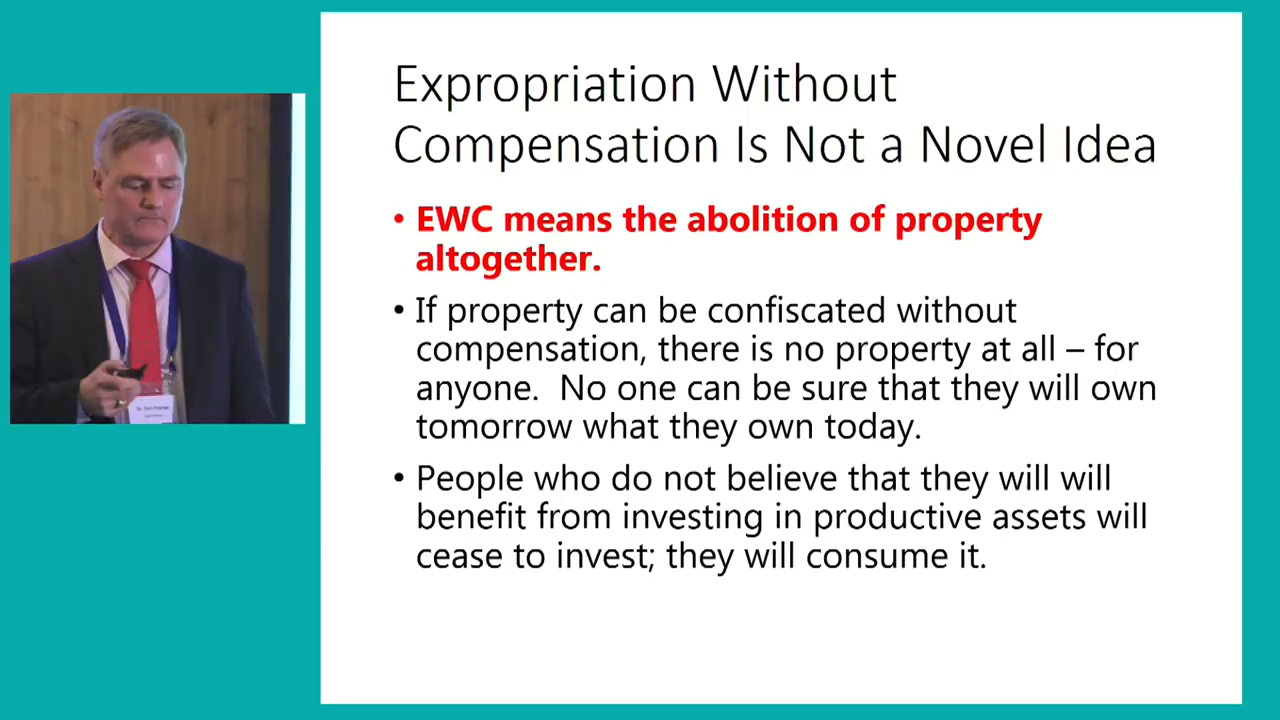 Expropriation Without
Compensation Is Not a Novel Idea
• EWC means the abolition of property
altogether.
• If property can be confiscated without
compensation, there is no property at all – for
anyone.  No one can be sure that they will own
tomorrow what they own today.
• People who do not believe that they will will
benefit from investing in productive assets will
cease to invest; they will consume it.
Dr. Tom